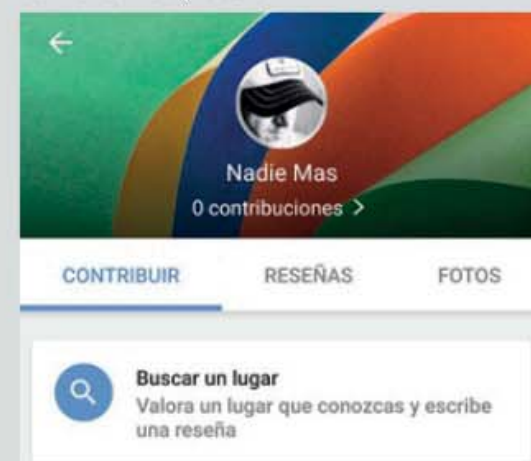 Nadie Mas
0 contribuciones >
CONTRIBUIR RESEÑAS FOTOS
Buscar un lugar
Valora un lugar que conozcas y escribe
una reseña